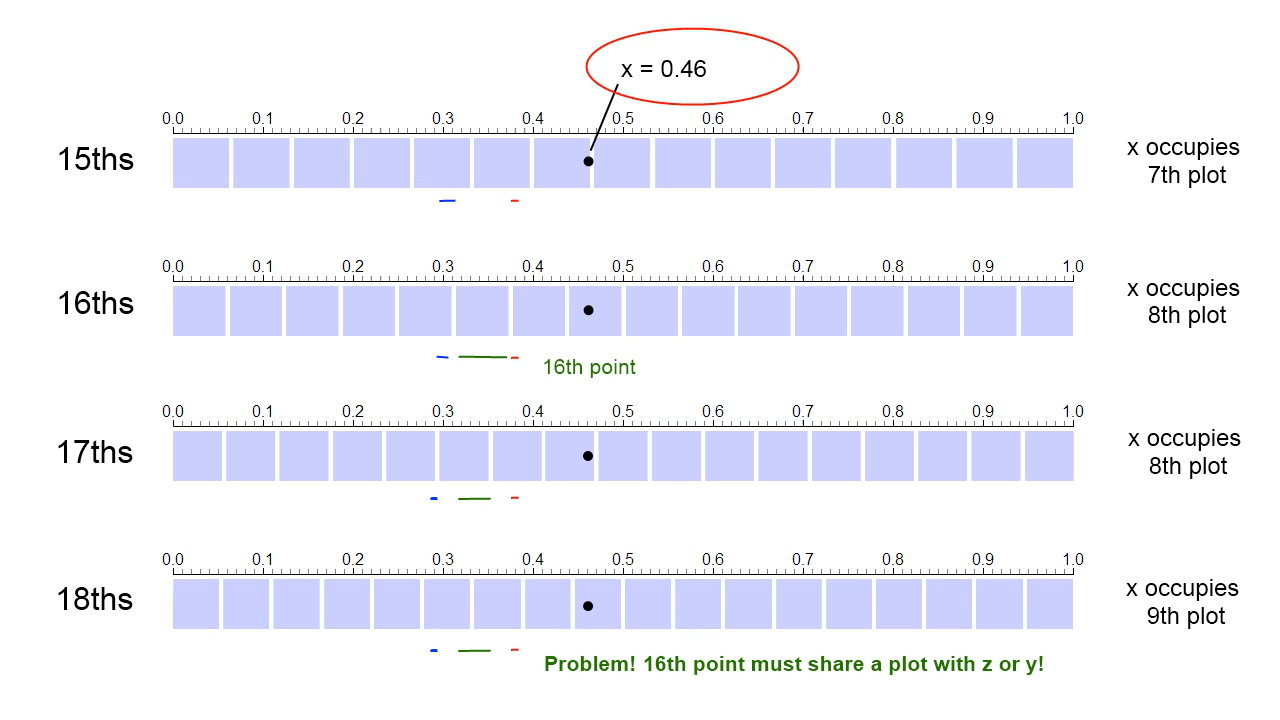 x = 0.46
0.0 0.1 0.2 0.3 0.4 0.5 0.6 0.7 0.8 0.9 1.0
15ths
x occupies
7th plot
0.0 0.1 0.2 0.3 0.4 0.5 0.6 0.7 0.8 0.9 1.0
16ths
x occupies
8th plot
16th point
0.0 0.1 0.2 0.3 0.4 0.5 0.6 0.7 0.8 0.9 1.0
17ths
x occupies
8th plot
0.0 0.1 0.2 0.3 0.4 0.5 0.6 0.7 0.8 0.9 1.0
18ths
x occupies
9th plot
Problem! 16th point must share a plot with z or y!